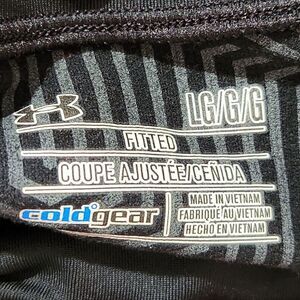 LG/G/G
FITTED
COUPE AJUSTÉE/CEÑIDA
coldgear
MADE IN VIETNAM
FABRIQUÉ AU VIETNAM
HECHO EN VIETNAM